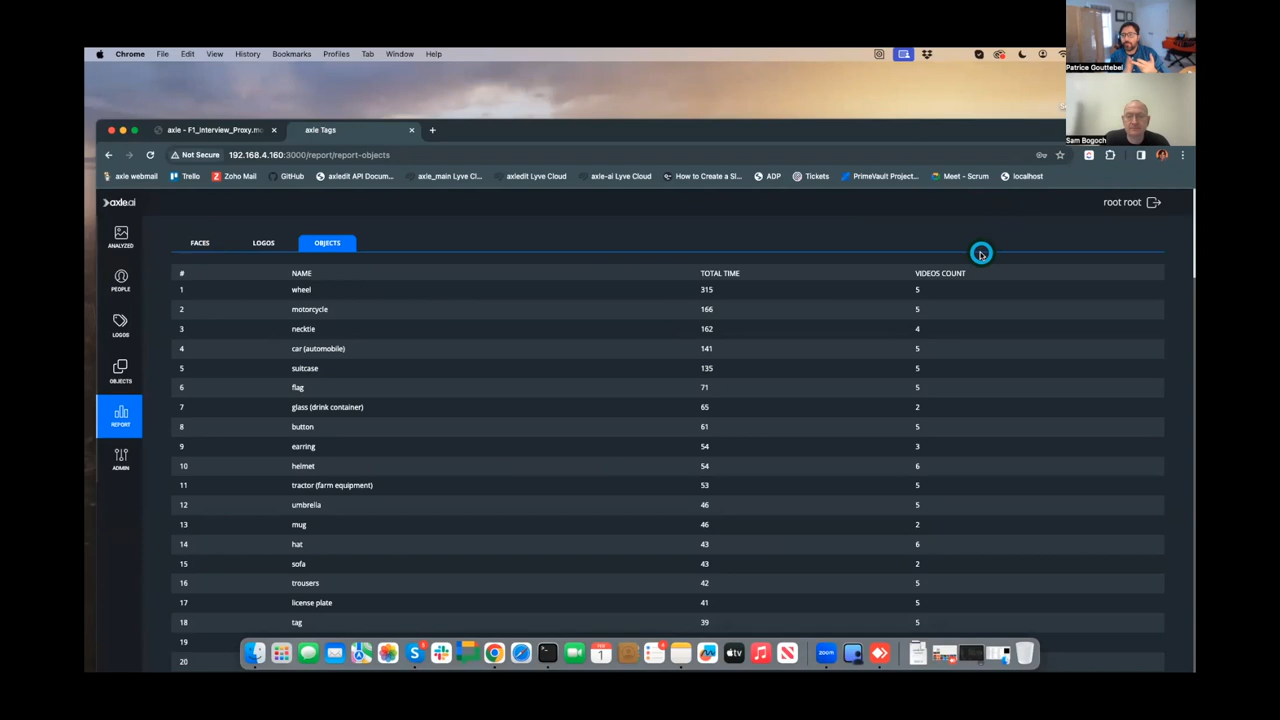 Chrome File Edit View History Bookmarks Profiles Tab Window Help
Patrice Gouttebel
Sam Bogoch
axle - F1_Interview_Proxy.mo
axle Tags
Not Secure 192.168.4.160:3000/report/report-objects
axle webmail Trello Zoho Mail GitHub axledit API Docum... axle_main Lyve Cl... axledit Lyve Cloud axle-ai Lyve Cloud How to Create a Sl... ADP Tickets PrimeVault Project... Meet - Scrum localhost
axle.ai
root root
ANALYZED
PEOPLE
LOGOS
OBJECTS
REPORT
ADMIN
FACES LOGOS OBJECTS
# NAME TOTAL TIME VIDEOS COUNT
1 wheel 315 5
2 motorcycle 166 5
3 necktie 162 4
4 car (automobile) 141 5
5 suitcase 135 5
6 flag 71 5
7 glass (drink container) 65 2
8 button 61 5
9 earring 54 3
10 helmet 54 6
11 tractor (farm equipment) 53 5
12 umbrella 46 5
13 mug 46 2
14 hat 43 6
15 sofa 43 2
16 trousers 42 5
17 license plate 41 5
18 tag 39 5
19
20
zoom
tv
1